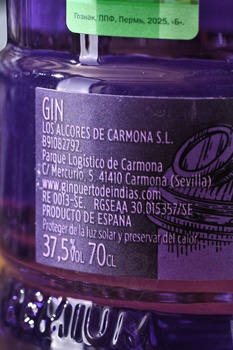 Гознак, ППФ, Пермь, 2025, «Б».
GIN
LOS ALCORES DE CARMONA S.L.
B91082792.
Parque Logístico de Carmona
C/ Mercurio 5. 41410 Carmona (Sevilla)
www.ginpuertodeindias.com
RE 0013-SE. RGSEAA 30.015357/SE
PRODUCTO DE ESPAÑA
Proteger de la luz solar y preservar del calor
37,5%VOL 70CL